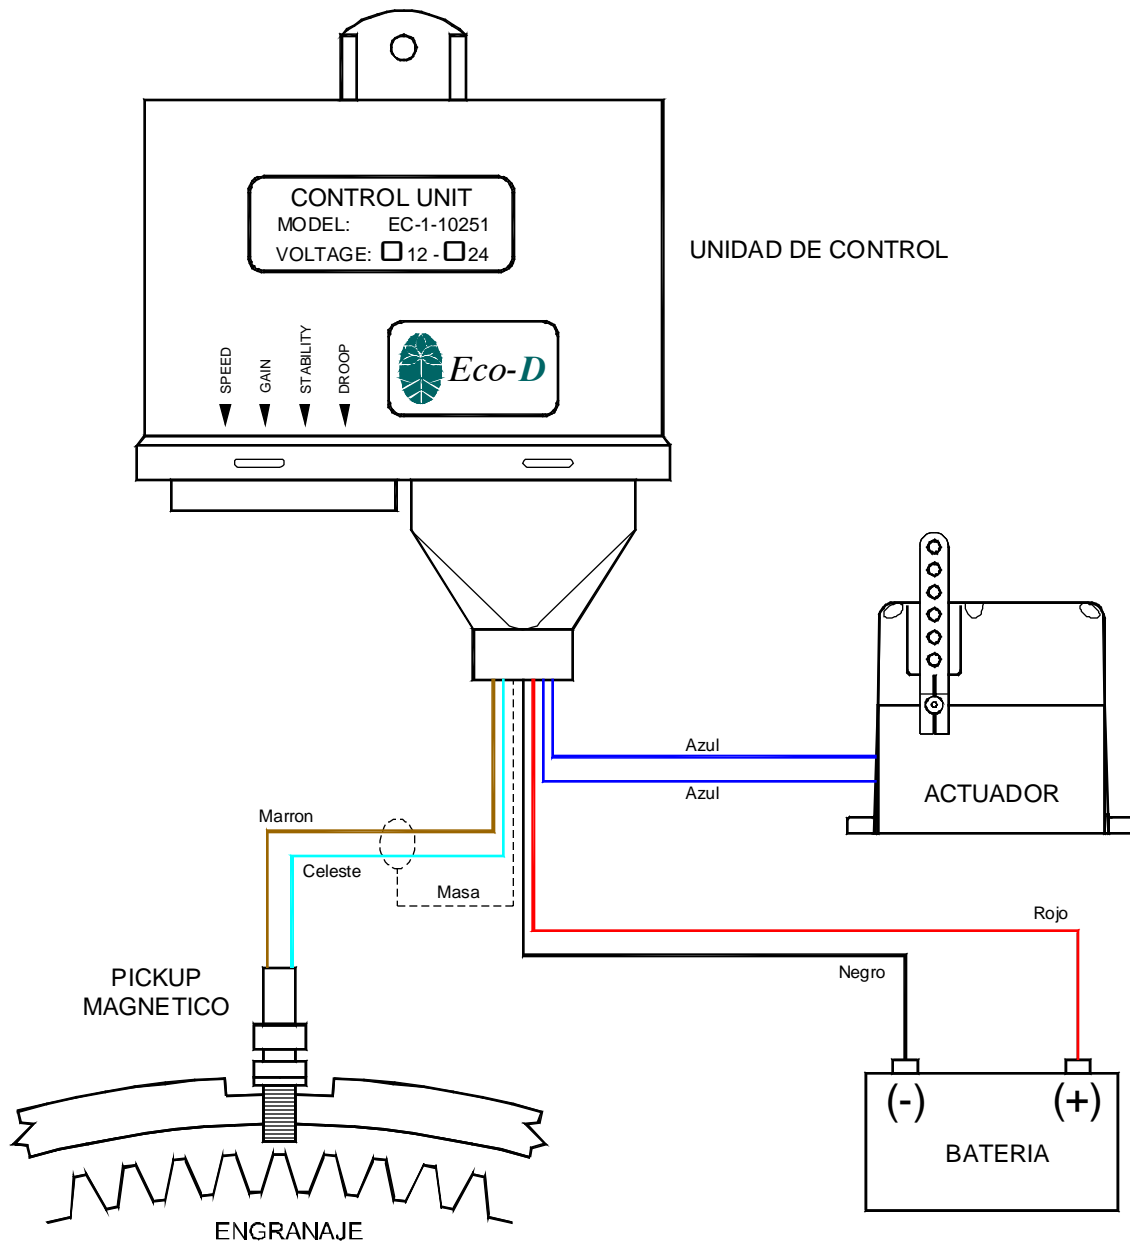 CONTROL UNIT
MODEL: EC-1-10251
VOLTAGE: 12 - 24
UNIDAD DE CONTROL
SPEED
GAIN
STABILITY
DROOP
Eco-D
Azul
Azul
ACTUADOR
Marron
Celeste
Masa
Rojo
Negro
PICKUP
MAGNETICO
(-)
(+)
BATERIA
ENGRANAJE